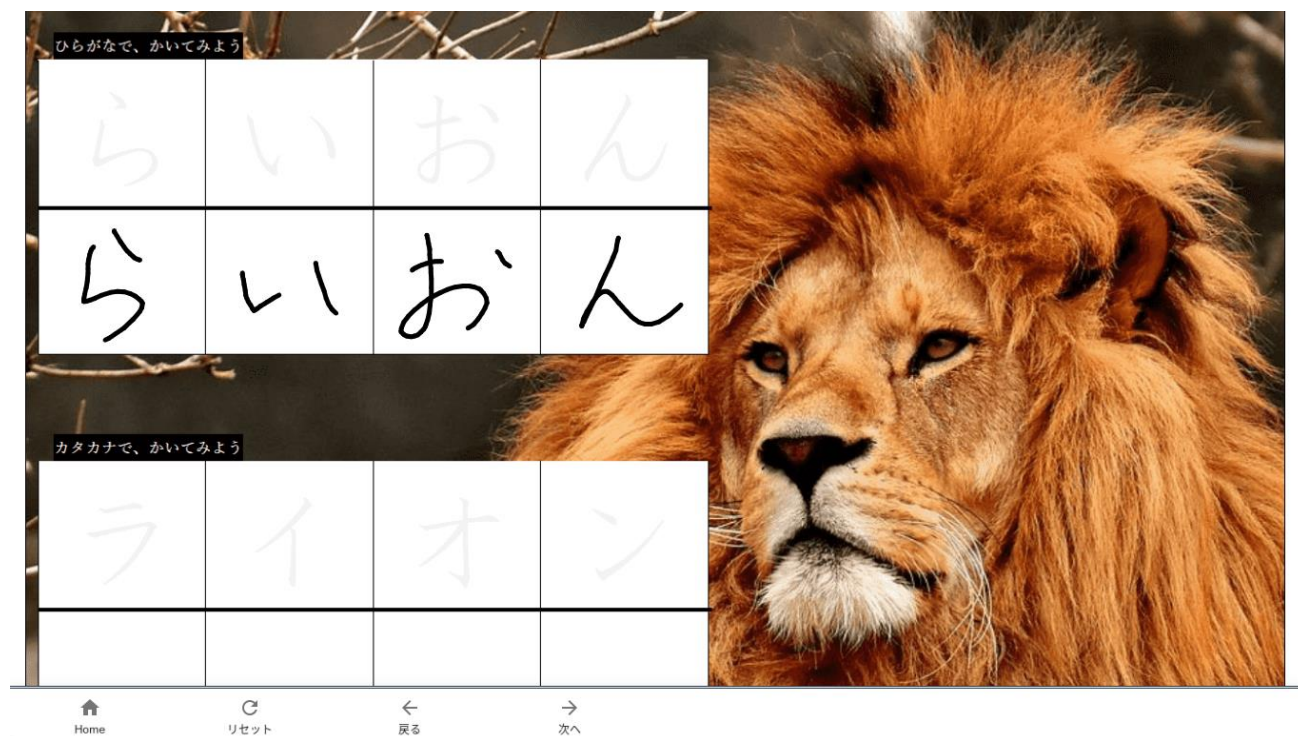 ひらがなで、かいてみよう
らいおん
らいおん
カタカナで、かいてみよう
ライオン
Home リセット 戻る 次へ